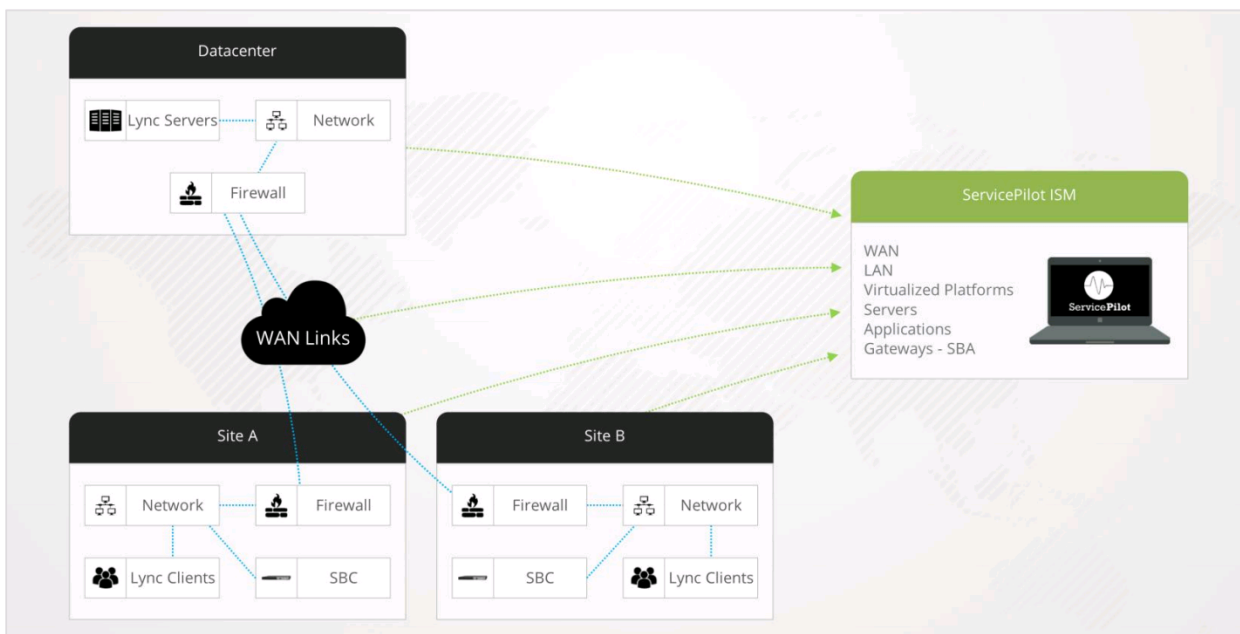 Datacenter
Lync Servers
Network
Firewall
WAN Links
ServicePilot ISM
WAN
LAN
Virtualized Platforms
Servers
Applications
Gateways - SBA
ServicePilot
Site A
Network
Firewall
Lync Clients
SBC
Site B
Firewall
Network
SBC
Lync Clients